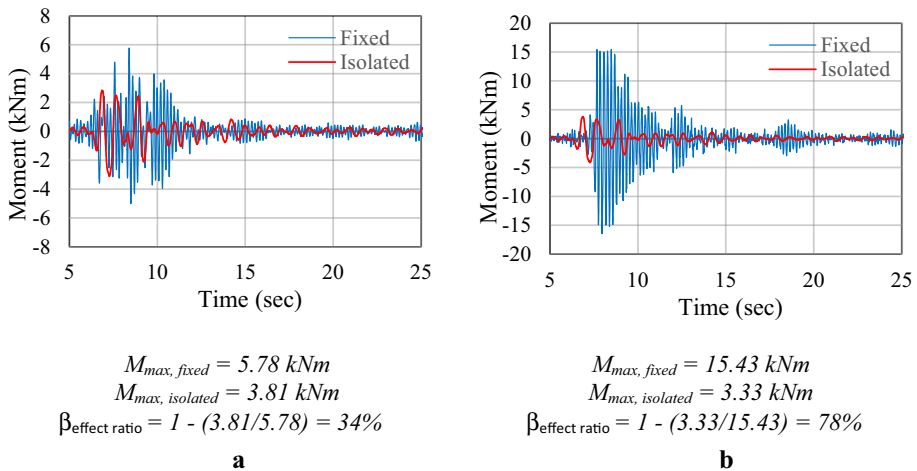 8
6
4
2
0
-2
-4
-6
-8
Moment (kNm)
Fixed
Isolated
5 10 15 20 25
Time (sec)
M_max, fixed = 5.78 kNm
M_max, isolated = 3.81 kNm
β_effect ratio = 1 - (3.81/5.78) = 34%
a
20
15
10
5
0
-5
-10
-15
-20
Moment (kNm)
Fixed
Isolated
5 10 15 20 25
Time (sec)
M_max, fixed = 15.43 kNm
M_max, isolated = 3.33 kNm
β_effect ratio = 1 - (3.33/15.43) = 78%
b